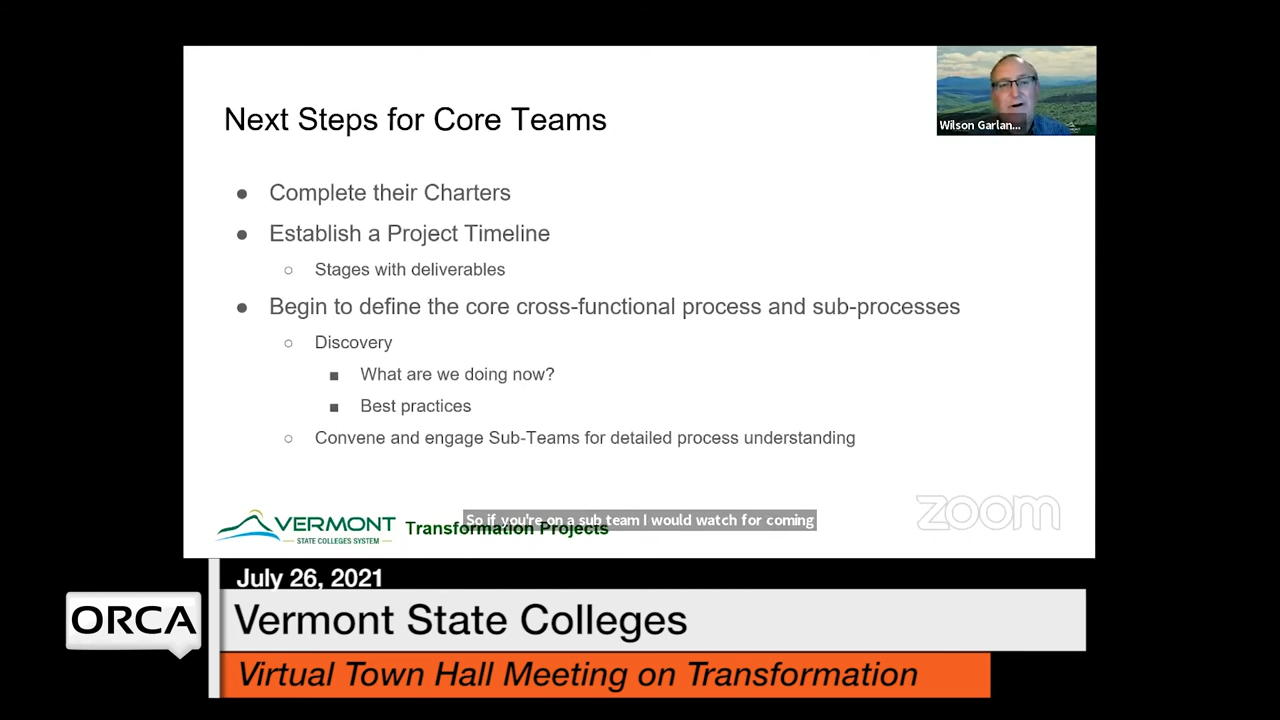 Next Steps for Core Teams
Wilson Garlan...
● Complete their Charters
● Establish a Project Timeline
○ Stages with deliverables
● Begin to define the core cross-functional process and sub-processes
○ Discovery
■ What are we doing now?
■ Best practices
○ Convene and engage Sub-Teams for detailed process understanding
zoom
So if you're on a sub team I would watch for coming
VERMONT
STATE COLLEGES SYSTEM
Transformation Projects
July 26, 2021
ORCA
Vermont State Colleges
Virtual Town Hall Meeting on Transformation